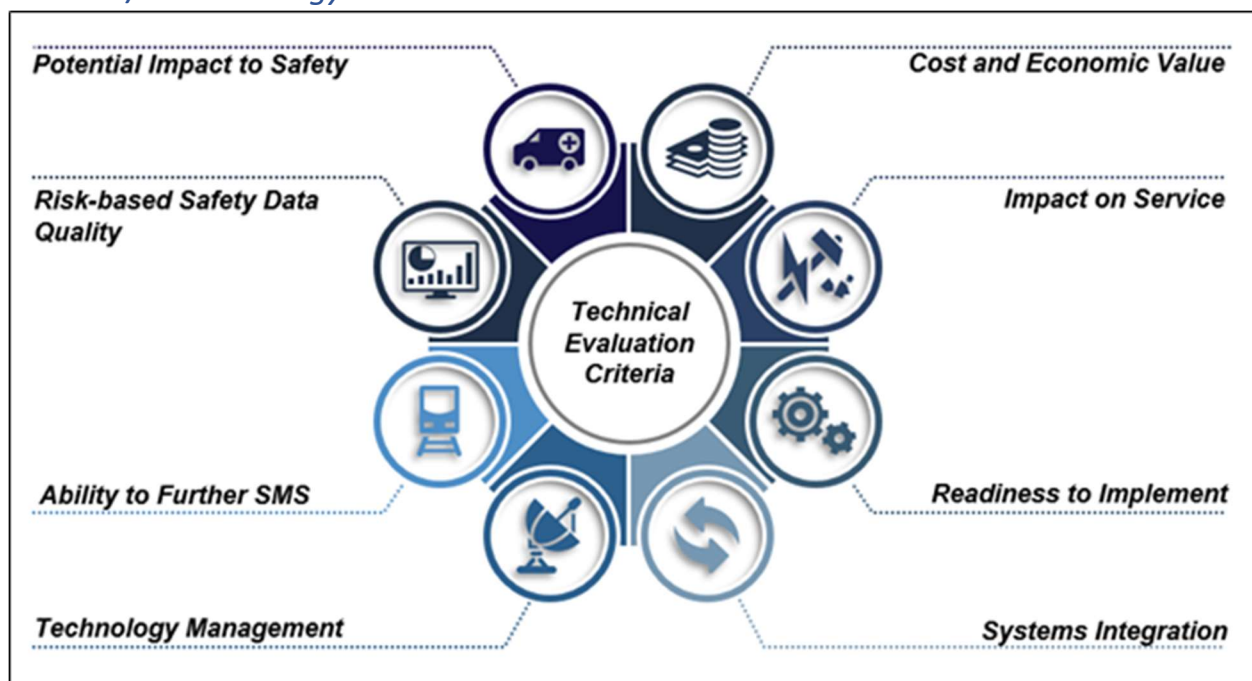 Potential Impact to Safety
Cost and Economic Value
Risk-based Safety Data
Quality
Impact on Service
Technical
Evaluation
Criteria
Ability to Further SMS
Readiness to Implement
Technology Management
Systems Integration